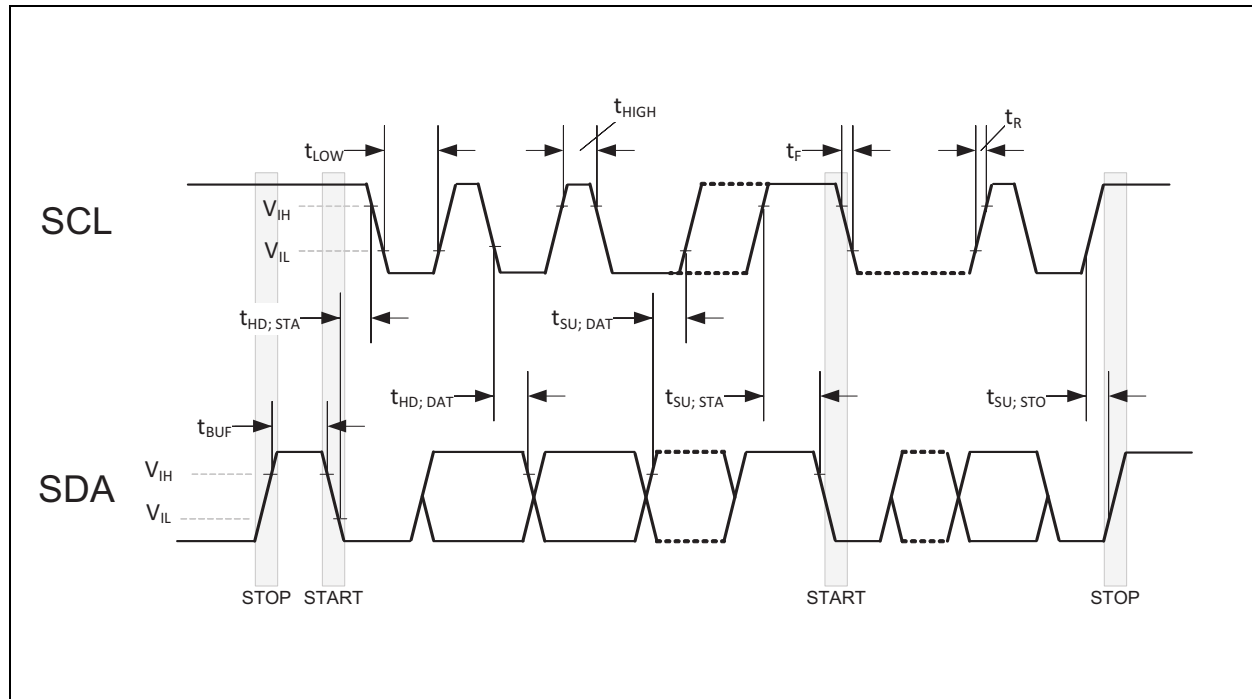 tHIGH
tR
tLOW
tF
SCL
VIH
VIL
tHD; STA
tSU; DAT
tHD; DAT
tSU; STA
tSU; STO
tBUF
SDA
VIH
VIL
STOP
START
START
STOP